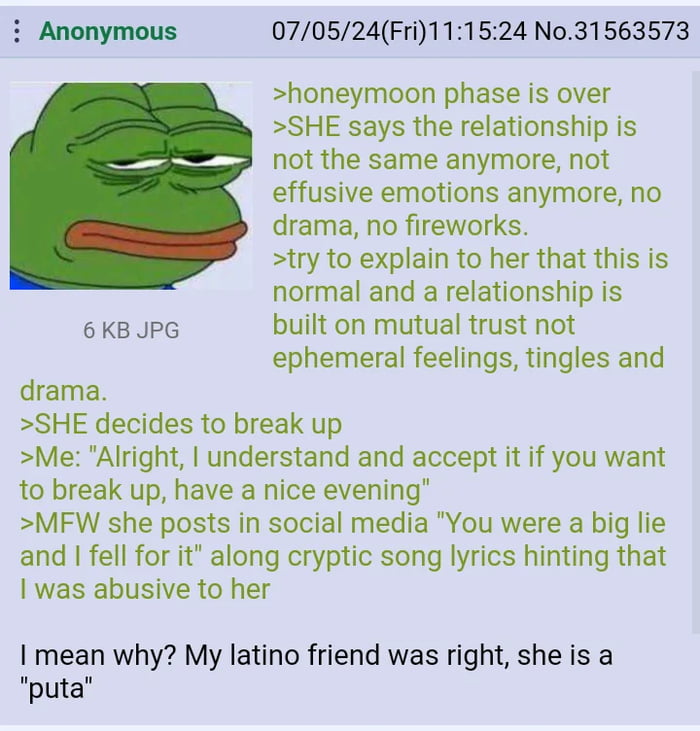 Anonymous 07/05/24(Fri)11:15:24 No.31563573
>honeymoon phase is over
>SHE says the relationship is
not the same anymore, not
effusive emotions anymore, no
drama, no fireworks.
>try to explain to her that this is
normal and a relationship is
built on mutual trust not
ephemeral feelings, tingles and
6 KB JPG
drama.
>SHE decides to break up
>Me: "Alright, I understand and accept it if you want
to break up, have a nice evening"
>MFW she posts in social media "You were a big lie
and I fell for it" along cryptic song lyrics hinting that
I was abusive to her
I mean why? My latino friend was right, she is a
"puta"